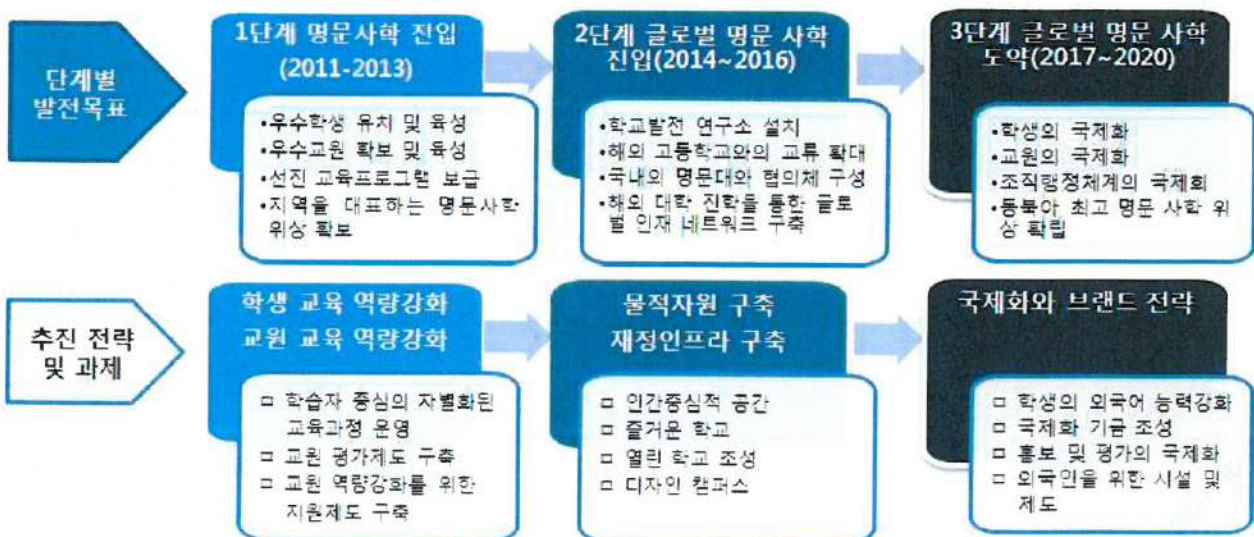 단계별
발전목표
1단계 명문사학 진입
(2011-2013)
•우수학생 유치 및 육성
•우수교원 확보 및 육성
•선진 교육프로그램 보급
•지역을 대표하는 명문사학
위상 확보
2단계 글로벌 명문 사학
진입(2014~2016)
•학교발전 연구소 설치
•해외 고등학교와의 교류 확대
•국내외 명문대와 협의체 구성
•해외 대학 진학을 통한 글로
벌 인재 네트워크 구축
3단계 글로벌 명문 사학
도약(2017~2020)
•학생의 국제화
•교원의 국제화
•조직행정체계의 국제화
•동북아 최고 명문 사학 위
상 확립
추진 전략
및 과제
학생 교육 역량강화
교원 교육 역량강화
□ 학습자 중심의 차별화된
교육과정 운영
□ 교원 평가제도 구축
□ 교원 역량강화를 위한
지원제도 구축
물적자원 구축
재정인프라 구축
□ 인간중심적 공간
□ 즐거운 학교
□ 열린 학교 조성
□ 디자인 캠퍼스
국제화와 브랜드 전략
□ 학생의 외국어 능력강화
□ 국제화 기금 조성
□ 홍보 및 평가의 국제화
□ 외국인을 위한 시설 및
제도